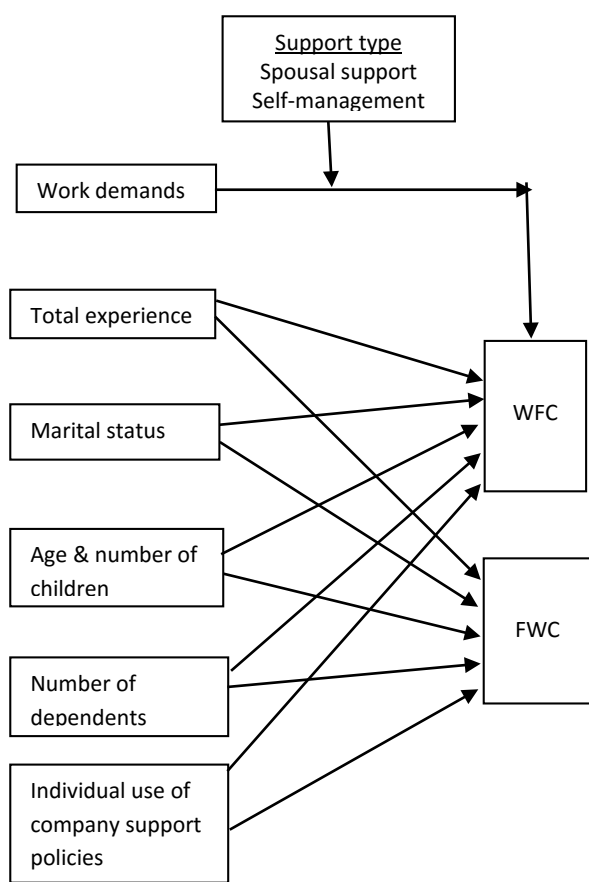 Support type
Spousal support
Self-management
Work demands
Total experience
Marital status
WFC
Age & number of
children
FWC
Number of
dependents
Individual use of
company support
policies